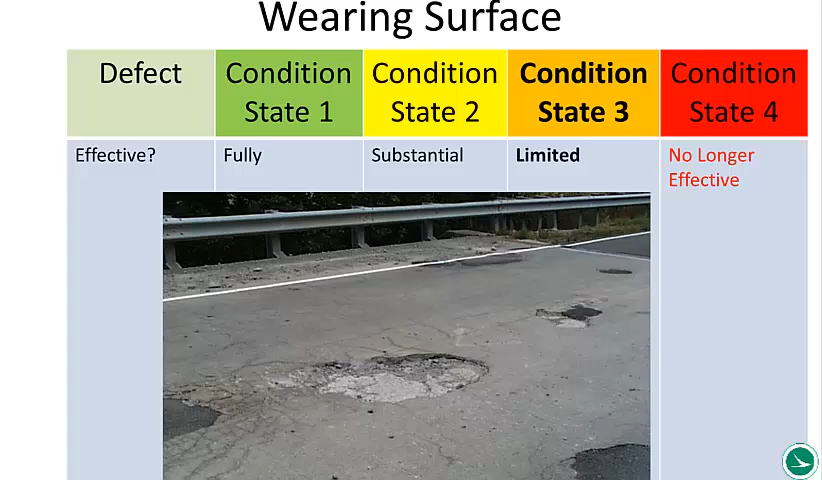 Wearing Surface
Defect
Condition State 1
Condition State 2
Condition State 3
Condition State 4
Effective?
Fully
Substantial
Limited
No Longer Effective